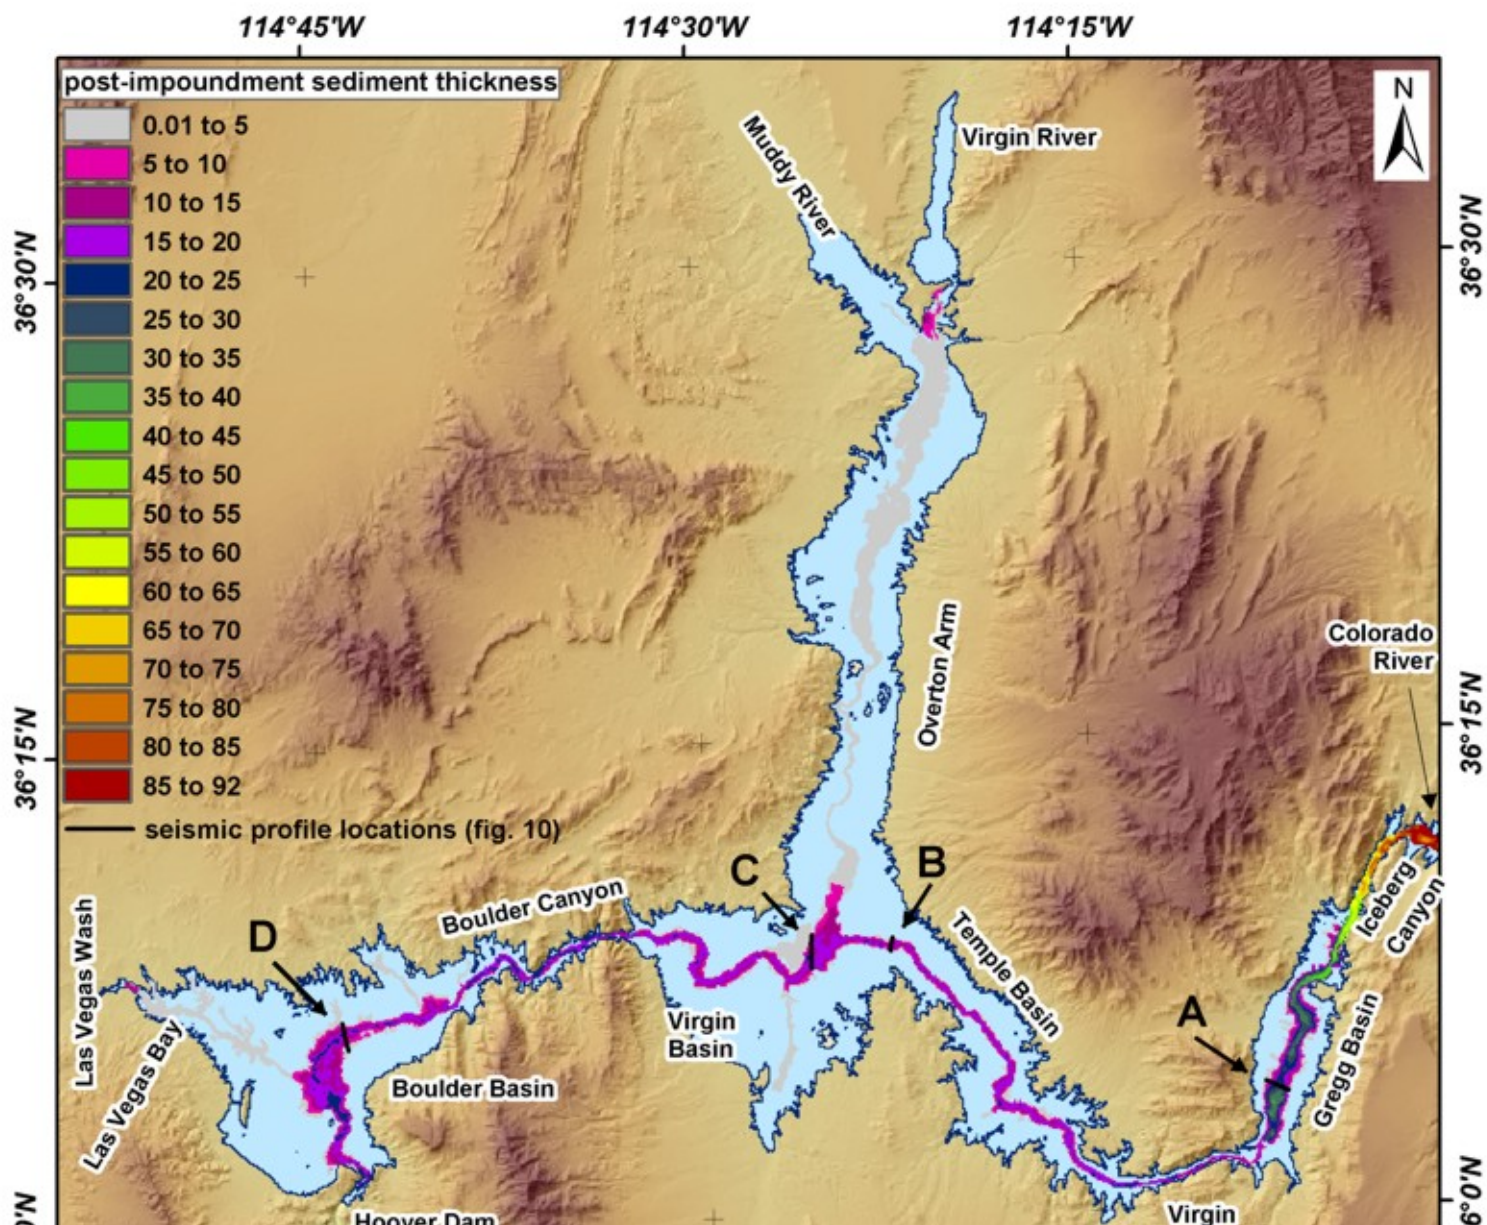 114°45'W
114°30'W
114°15'W
post-impoundment sediment thickness
0.01 to 5
5 to 10
10 to 15
15 to 20
20 to 25
25 to 30
30 to 35
35 to 40
40 to 45
45 to 50
50 to 55
55 to 60
60 to 65
65 to 70
70 to 75
75 to 80
80 to 85
85 to 92
seismic profile locations (fig. 10)
N
Virgin River
Muddy River
36°30'N
36°30'N
Overton Arm
Colorado
River
36°15'N
36°15'N
C
B
D
A
Boulder Canyon
Temple Basin
Iceberg
Canyon
Las Vegas Wash
Las Vegas Bay
Virgin
Basin
Boulder Basin
Gregg Basin
Hoover Dam
Virgin
6°0'N
0'N